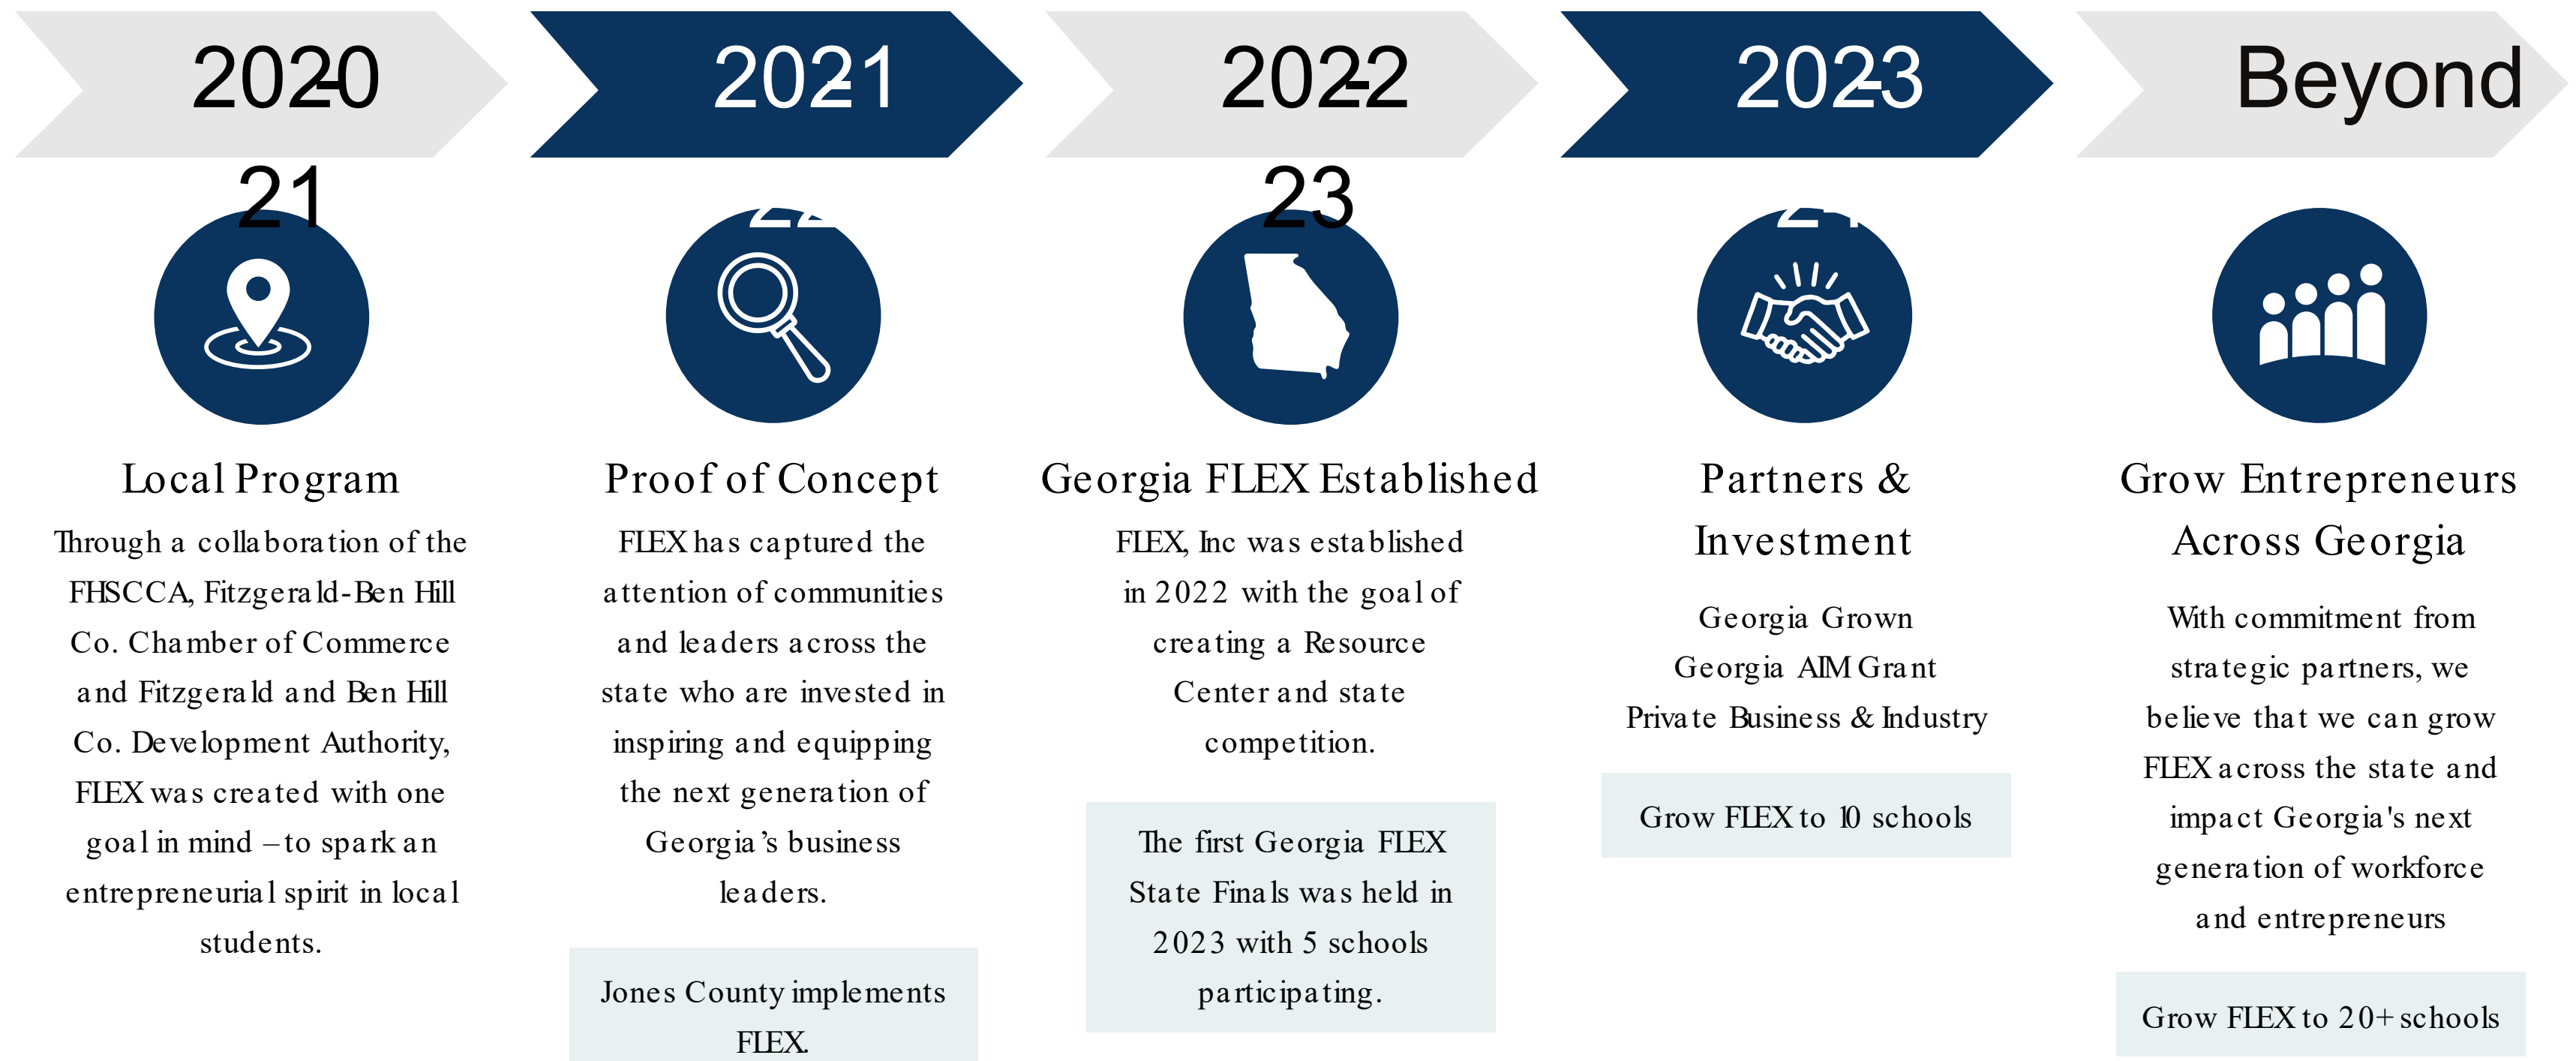 2020-
21
2021-
22
2022-
23
2023-
24
Beyond
Local Program
Through a collaboration of the
FHSCCA, Fitzgerald-Ben Hill
Co. Chamber of Commerce
and Fitzgerald and Ben Hill
Co. Development Authority,
FLEX was created with one
goal in mind – to spark an
entrepreneurial spirit in local
students.
Proof of Concept
FLEX has captured the
attention of communities
and leaders across the
state who are invested in
inspiring and equipping
the next generation of
Georgia’s business
leaders.
Jones County implements
FLEX.
Georgia FLEX Established
FLEX, Inc was established
in 2022 with the goal of
creating a Resource
Center and state
competition.
The first Georgia FLEX
State Finals was held in
2023 with 5 schools
participating.
Partners &
Investment
Georgia Grown
Georgia AIM Grant
Private Business & Industry
Grow FLEX to 10 schools
Grow Entrepreneurs
Across Georgia
With commitment from
strategic partners, we
believe that we can grow
FLEX across the state and
impact Georgia's next
generation of workforce
and entrepreneurs
Grow FLEX to 20+ schools